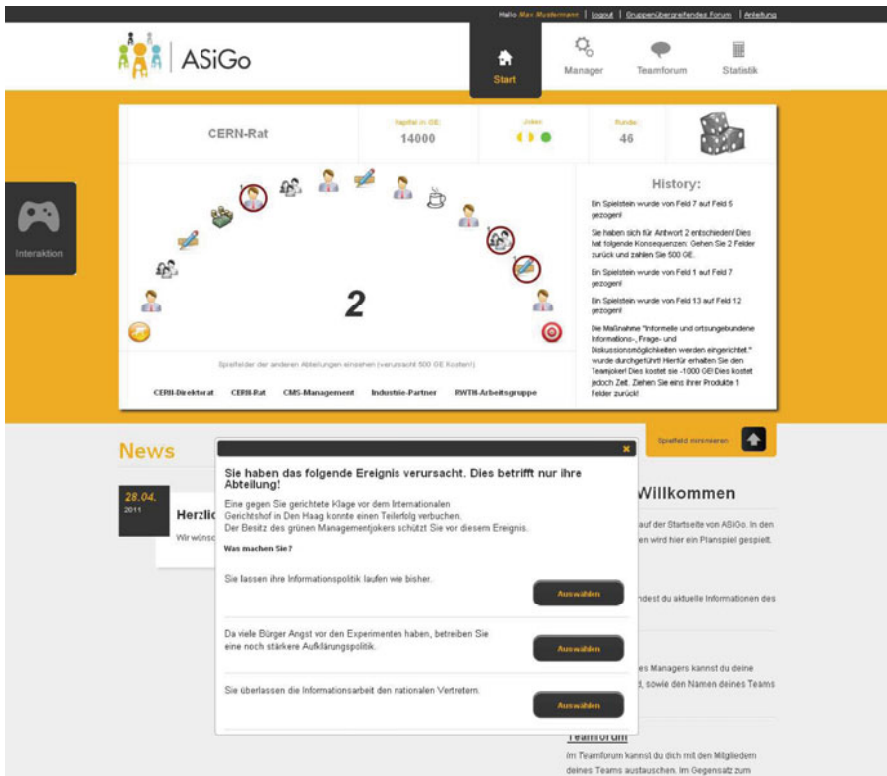 Hallo Max Mustermann | logout | Gruppenübergreifendes Forum | Anleitung
ASiGo
Start
Manager
Teamforum
Statistik
Interaktion
CERN-Rat
Kapital in GE:
14000
Joker
Runde:
46
2
Spielfelder der anderen Abteilungen einsehen (verursacht 500 GE Kosten!)
CERN-Direktorat CERN-Rat CMS-Management Industrie-Partner RWTH-Arbeitsgruppe
History:
Ein Spielstein wurde von Feld 7 auf Feld 5
gezogen!
Sie haben sich für Antwort 2 entschieden! Dies
hat folgende Konsequenzen: Gehen Sie 2 Felder
zurück und zahlen Sie 500 GE.
Ein Spielstein wurde von Feld 1 auf Feld 7
gezogen!
Ein Spielstein wurde von Feld 13 auf Feld 12
gezogen!
Die Maßnahme "Informelle und ortsungebundene
Informations-, Frage- und
Diskussionsmöglichkeiten werden eingerichtet."
wurde durchgeführt! Hierfür erhalten Sie den
Teamjoker! Dies kostet sie -1000 GE! Dies kostet
jedoch Zeit. Ziehen Sie eins ihrer Produkte 1
Felder zurück!
Spielfeld minimieren
News
28.04.
2011
Herzlic
Wir wünsc
Sie haben das folgende Ereignis verursacht. Dies betrifft nur ihre
Abteilung!
Eine gegen Sie gerichtete Klage vor dem Internationalen
Gerichtshof in Den Haag konnte einen Teilerfolg verbuchen.
Der Besitz des grünen Managementjokers schützt Sie vor diesem Ereignis.
Was machen Sie?
Sie lassen ihre Informationspolitik laufen wie bisher.
Auswählen
Da viele Bürger Angst vor den Experimenten haben, betreiben Sie
eine noch stärkere Aufklärungspolitik.
Auswählen
Sie überlassen die Informationsarbeit den rationalen Vertretern.
Auswählen
Willkommen
auf der Startseite von ASiGo. In den
en wird hier ein Planspiel gespielt.
ndest du aktuelle Informationen des
es Managers kannst du deine
, sowie den Namen deines Teams
Teamforum
Im Teamforum kannst du dich mit den Mitgliedern
deines Teams austauschen. Im Gegensatz zum